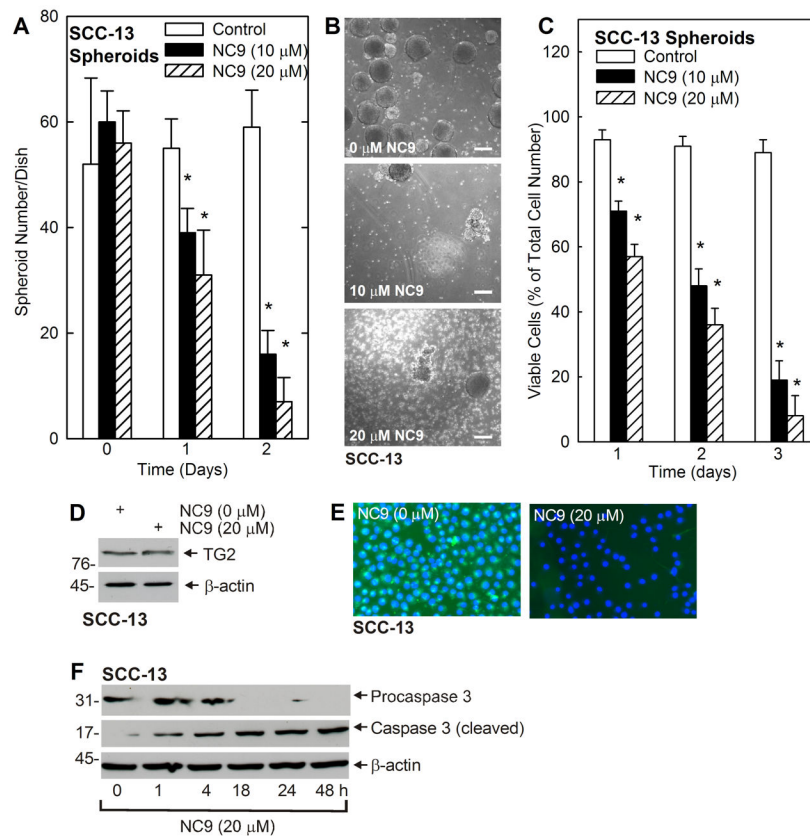 A
SCC-13
Spheroids
Control
NC9 (10 μM)
NC9 (20 μM)
Spheroid Number/Dish
80
60
40
20
0
*
*
*
*
0
1
2
Time (Days)
B
0 μM NC9
10 μM NC9
20 μM NC9
SCC-13
C
SCC-13 Spheroids
Control
NC9 (10 μM)
NC9 (20 μM)
Viable Cells (% of Total Cell Number)
120
100
80
60
40
20
0
*
*
*
*
*
*
1
2
3
Time (days)
D
+ NC9 (0 μM)
+ NC9 (20 μM)
76-
TG2
45-
β-actin
SCC-13
E
NC9 (0 μM)
NC9 (20 μM)
SCC-13
F
SCC-13
31-
Procaspase 3
17-
Caspase 3 (cleaved)
45-
β-actin
0 1 4 18 24 48 h
NC9 (20 μM)